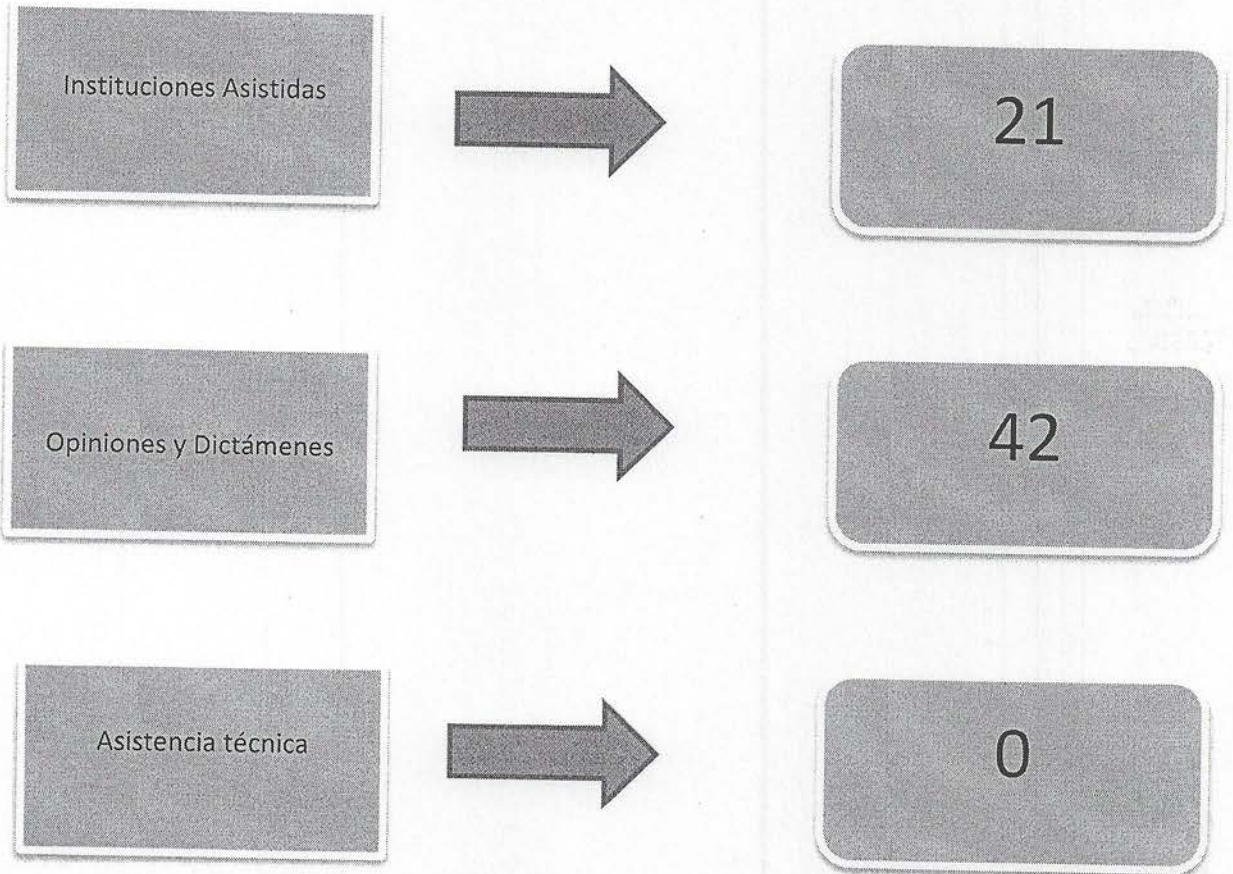 Instituciones Asistidas
21
Opiniones y Dictámenes
42
Asistencia técnica
0